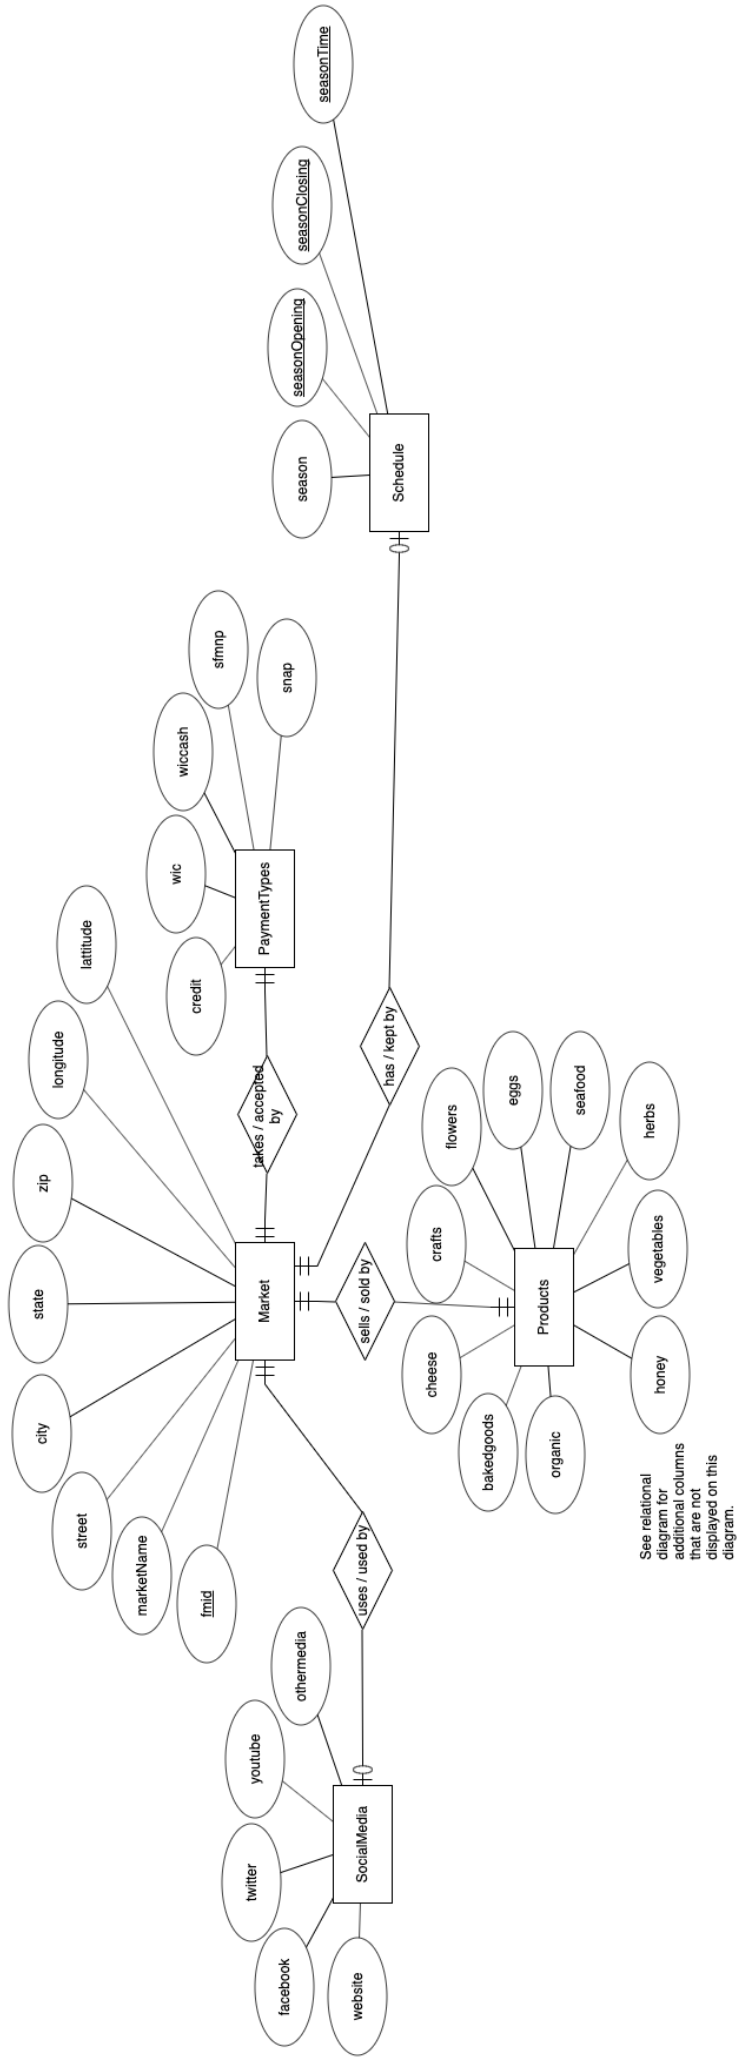 facebook
website
twitter
youtube
othermedia
SocialMedia
uses / used by
fmid
marketName
street
city
state
zip
longitude
lattitude
Market
takes / accepted
by
credit
wic
wiccash
sfmnp
snap
PaymentTypes
sells / sold by
has / kept by
bakedgoods
organic
cheese
crafts
flowers
eggs
seafood
herbs
vegetables
honey
Products
season
seasonOpening
seasonClosing
seasonTime
Schedule
See relational
diagram for
additional columns
that are not
displayed on this
diagram.